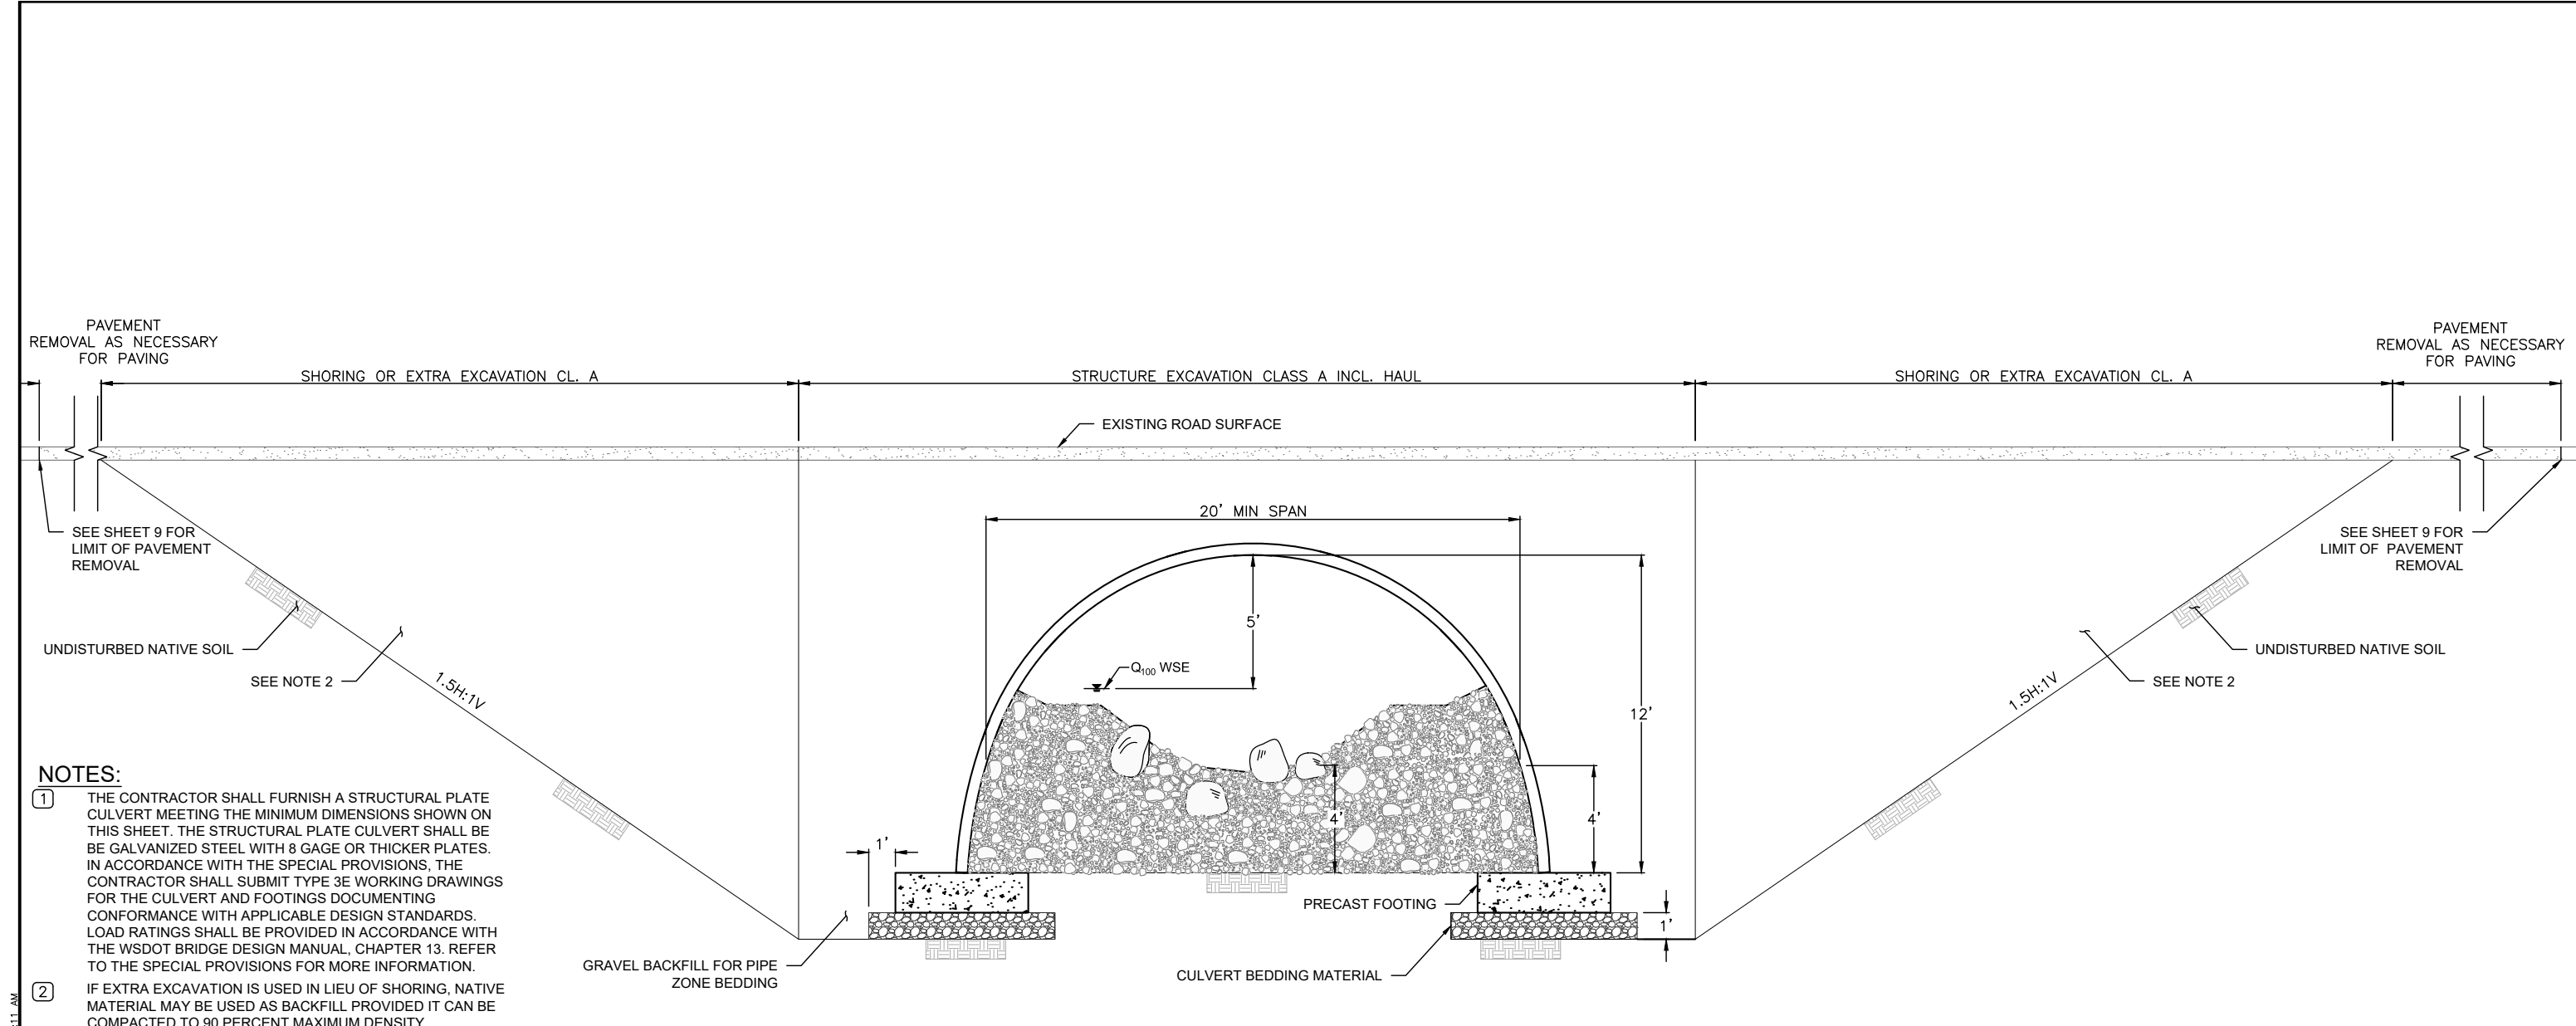 PAVEMENT
REMOVAL AS NECESSARY
FOR PAVING
SHORING OR EXTRA EXCAVATION CL. A
STRUCTURE EXCAVATION CLASS A INCL. HAUL
SHORING OR EXTRA EXCAVATION CL. A
PAVEMENT
REMOVAL AS NECESSARY
FOR PAVING
EXISTING ROAD SURFACE
SEE SHEET 9 FOR
LIMIT OF PAVEMENT
REMOVAL
20' MIN SPAN
SEE SHEET 9 FOR
LIMIT OF PAVEMENT
REMOVAL
5'
UNDISTURBED NATIVE SOIL
SEE NOTE 2
1.5H:1V
Q100 WSE
12'
1.5H:1V
UNDISTURBED NATIVE SOIL
SEE NOTE 2
4'
4'
1'
PRECAST FOOTING
1'
GRAVEL BACKFILL FOR PIPE
ZONE BEDDING
CULVERT BEDDING MATERIAL
NOTES:
1 THE CONTRACTOR SHALL FURNISH A STRUCTURAL PLATE
CULVERT MEETING THE MINIMUM DIMENSIONS SHOWN ON
THIS SHEET. THE STRUCTURAL PLATE CULVERT SHALL BE
BE GALVANIZED STEEL WITH 8 GAGE OR THICKER PLATES.
IN ACCORDANCE WITH THE SPECIAL PROVISIONS, THE
CONTRACTOR SHALL SUBMIT TYPE 3E WORKING DRAWINGS
FOR THE CULVERT AND FOOTINGS DOCUMENTING
CONFORMANCE WITH APPLICABLE DESIGN STANDARDS.
LOAD RATINGS SHALL BE PROVIDED IN ACCORDANCE WITH
THE WSDOT BRIDGE DESIGN MANUAL, CHAPTER 13. REFER
TO THE SPECIAL PROVISIONS FOR MORE INFORMATION.
2 IF EXTRA EXCAVATION IS USED IN LIEU OF SHORING, NATIVE
MATERIAL MAY BE USED AS BACKFILL PROVIDED IT CAN BE
COMPACTED TO 90 PERCENT MAXIMUM DENSITY
:11 AM